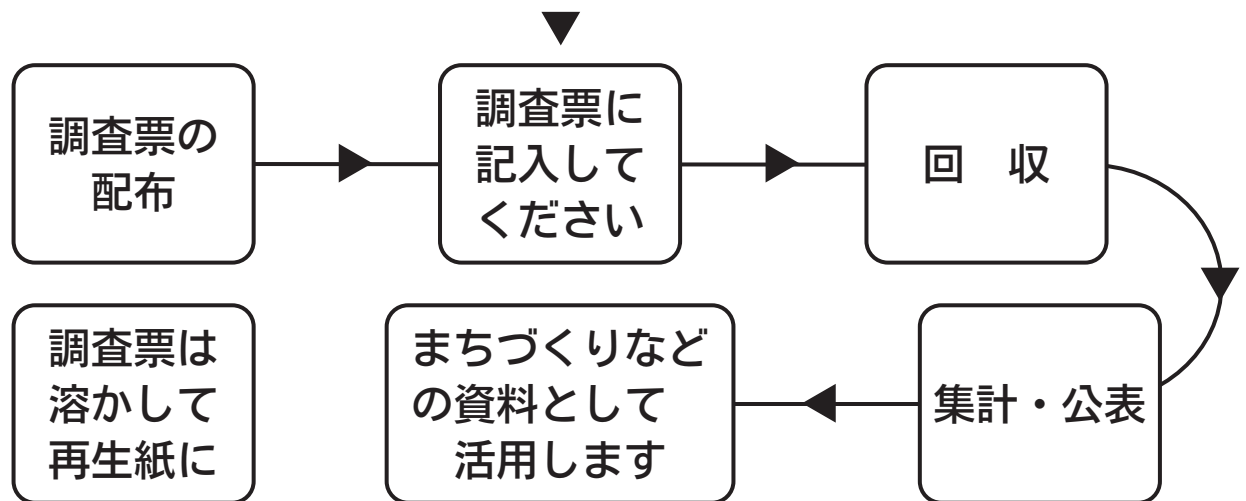 調査票の
配布
調査票に
記入して
ください
回　収
集計・公表
まちづくりなど
の資料として
活用します
調査票は
溶かして
再生紙に